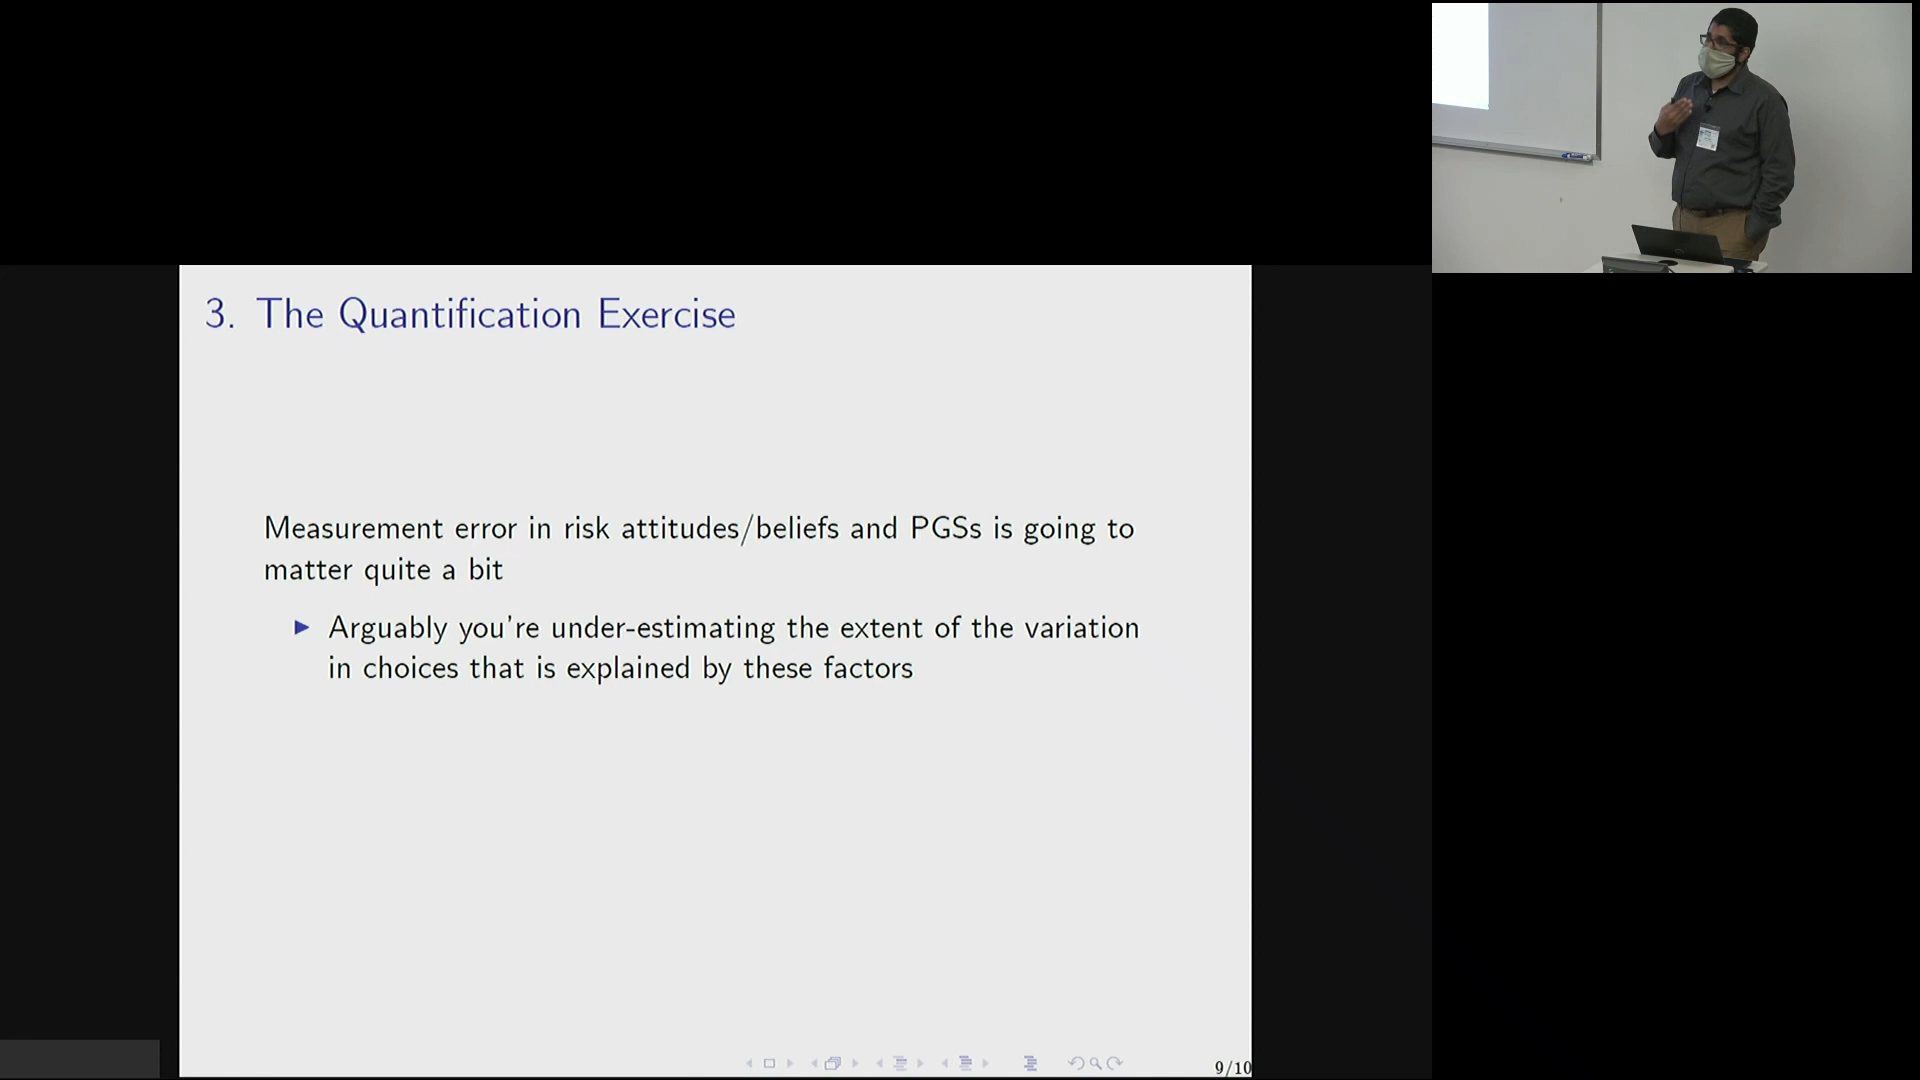 3. The Quantification Exercise
Measurement error in risk attitudes/beliefs and PGSs is going to
matter quite a bit
▶ Arguably you're under-estimating the extent of the variation
in choices that is explained by these factors
9/10